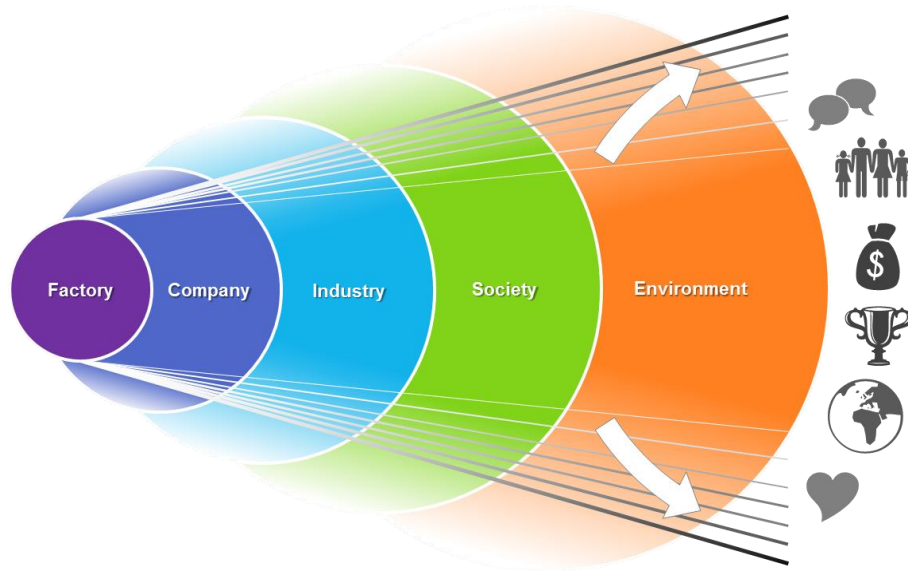 Factory
Company
Industry
Society
Environment
$